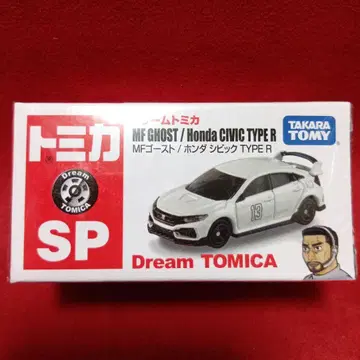 ドリームトミカ
MF GHOST / Honda CIVIC TYPE R
MFゴースト / ホンダ シビック TYPE R
TAKARA
TOMY
トミカ
Dream
TOMICA
SP
13
Dream TOMICA